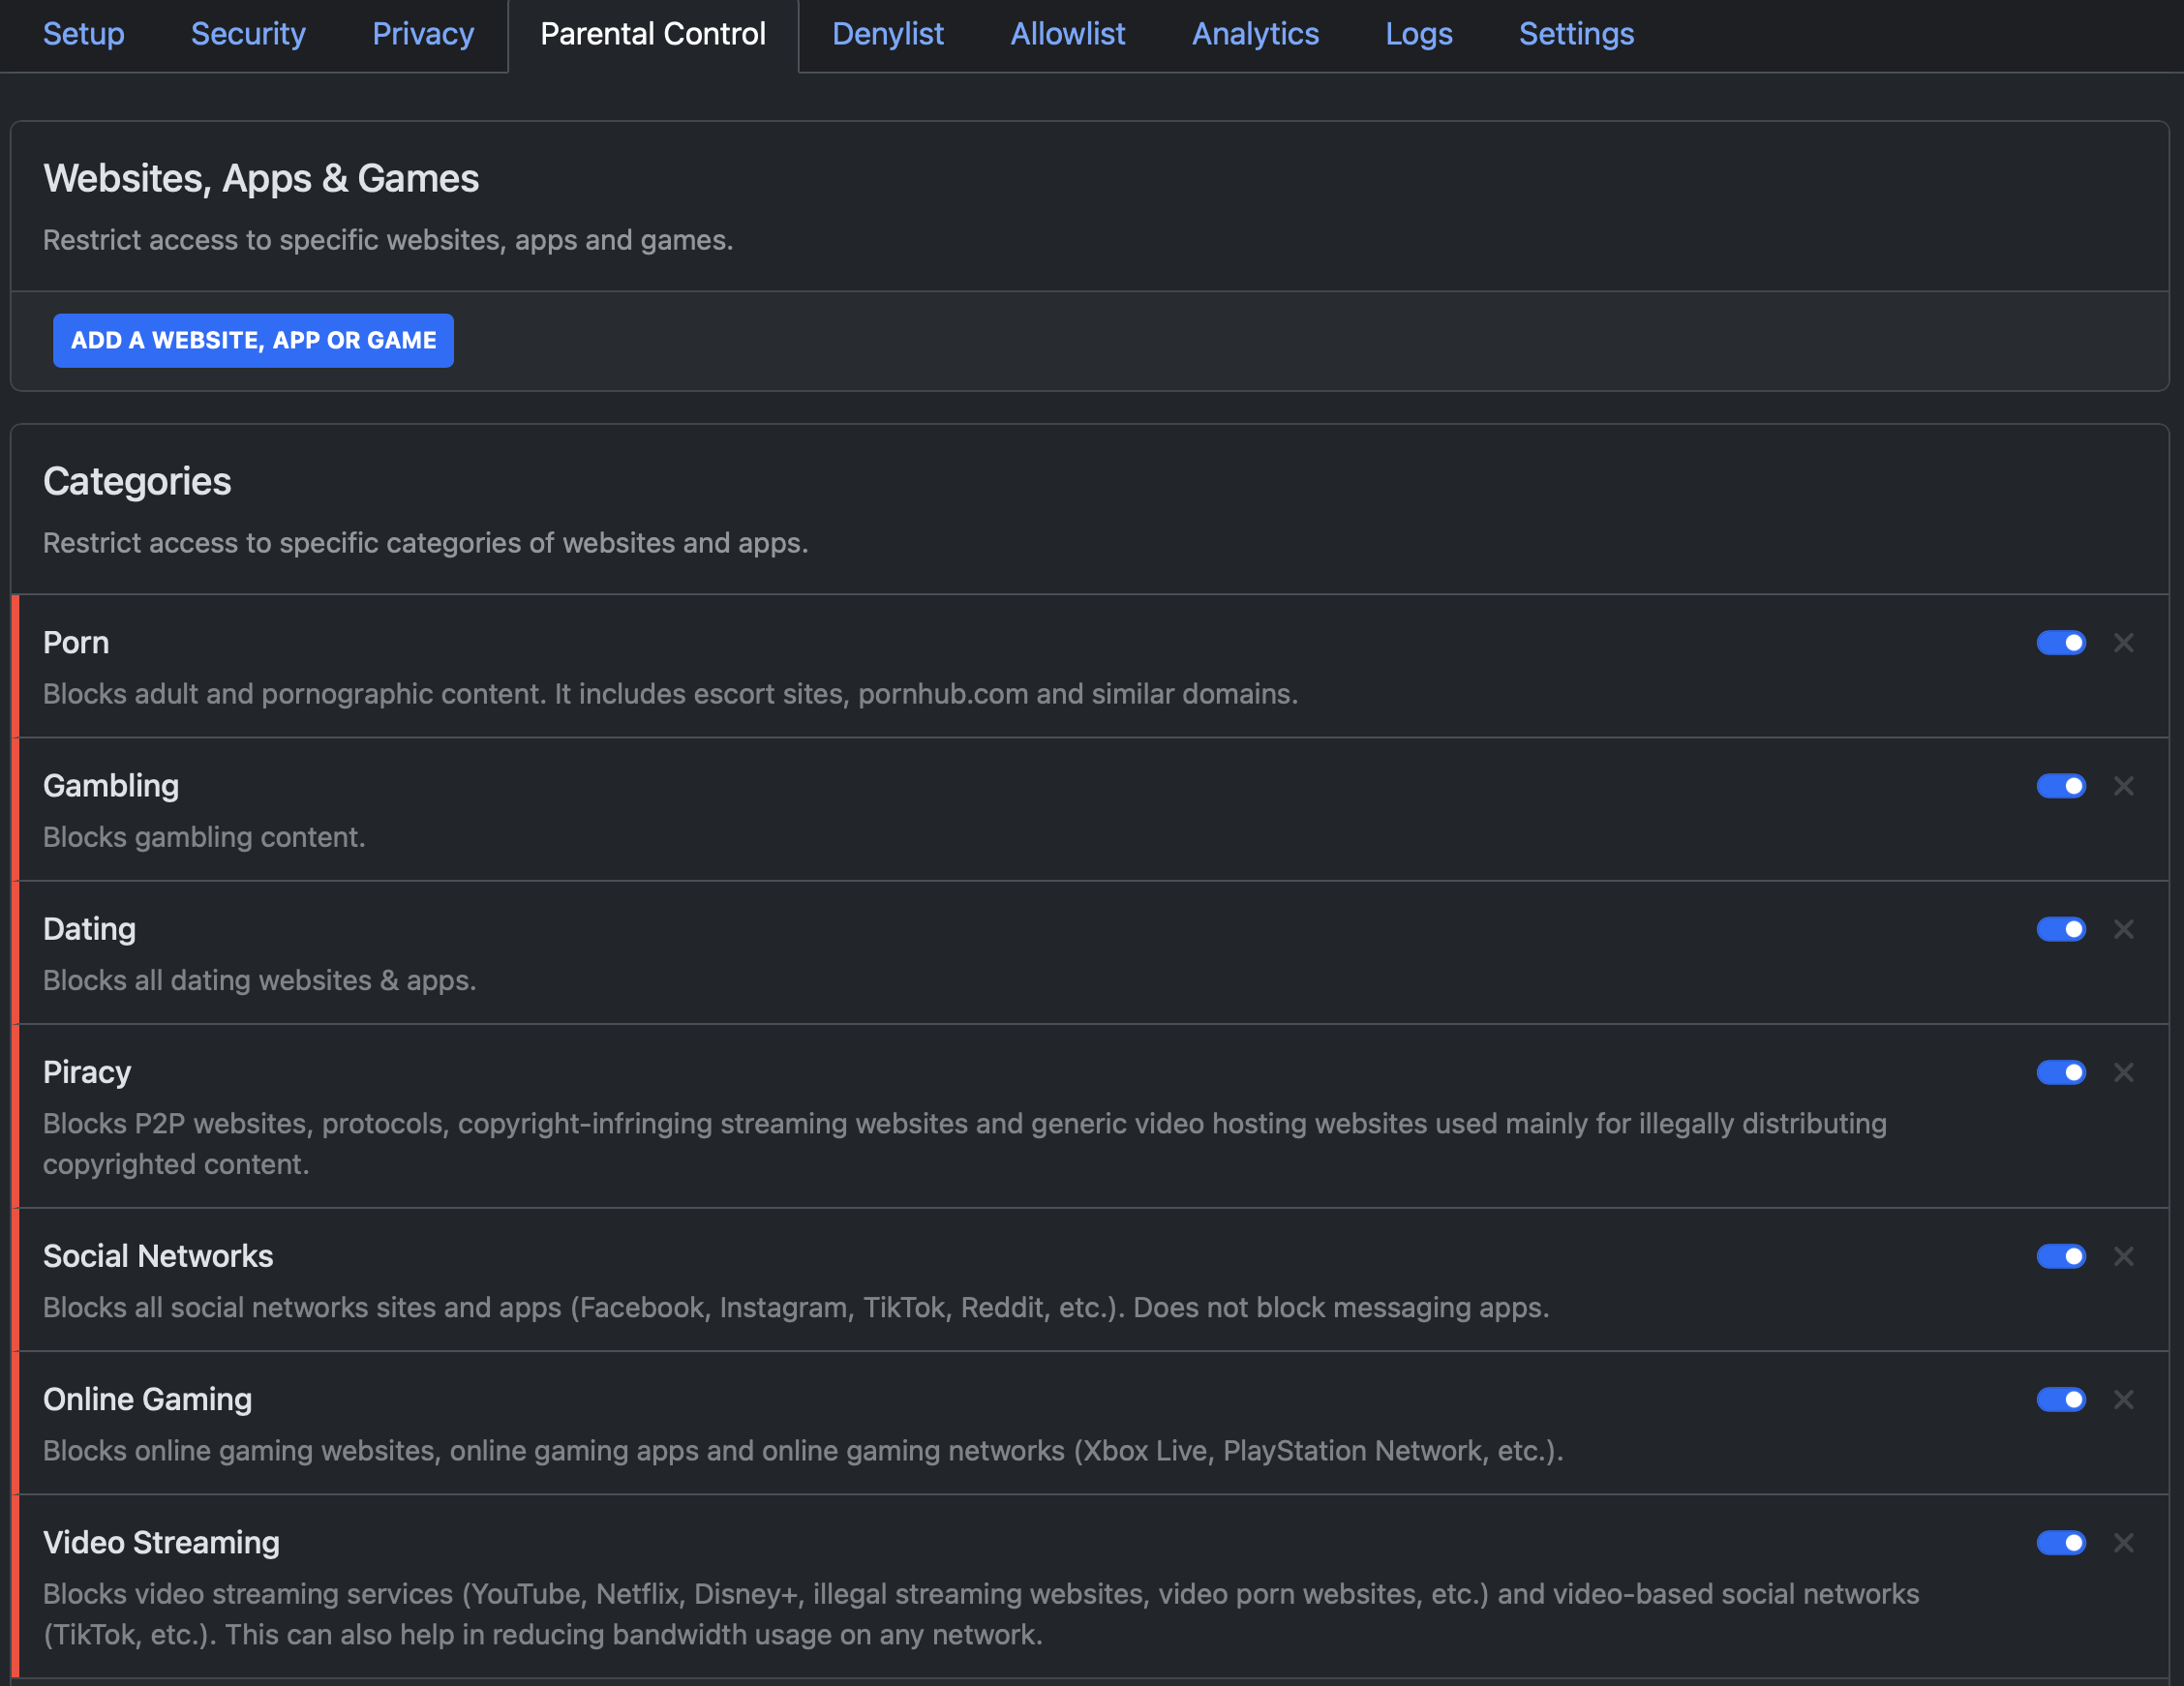 Setup Security Privacy Parental Control Denylist Allowlist Analytics Logs Settings
Websites, Apps & Games
Restrict access to specific websites, apps and games.
ADD A WEBSITE, APP OR GAME
Categories
Restrict access to specific categories of websites and apps.
Porn
Blocks adult and pornographic content. It includes escort sites, pornhub.com and similar domains.
Gambling
Blocks gambling content.
Dating
Blocks all dating websites & apps.
Piracy
Blocks P2P websites, protocols, copyright-infringing streaming websites and generic video hosting websites used mainly for illegally distributing
copyrighted content.
Social Networks
Blocks all social networks sites and apps (Facebook, Instagram, TikTok, Reddit, etc.). Does not block messaging apps.
Online Gaming
Blocks online gaming websites, online gaming apps and online gaming networks (Xbox Live, PlayStation Network, etc.).
Video Streaming
Blocks video streaming services (YouTube, Netflix, Disney+, illegal streaming websites, video porn websites, etc.) and video-based social networks
(TikTok, etc.). This can also help in reducing bandwidth usage on any network.